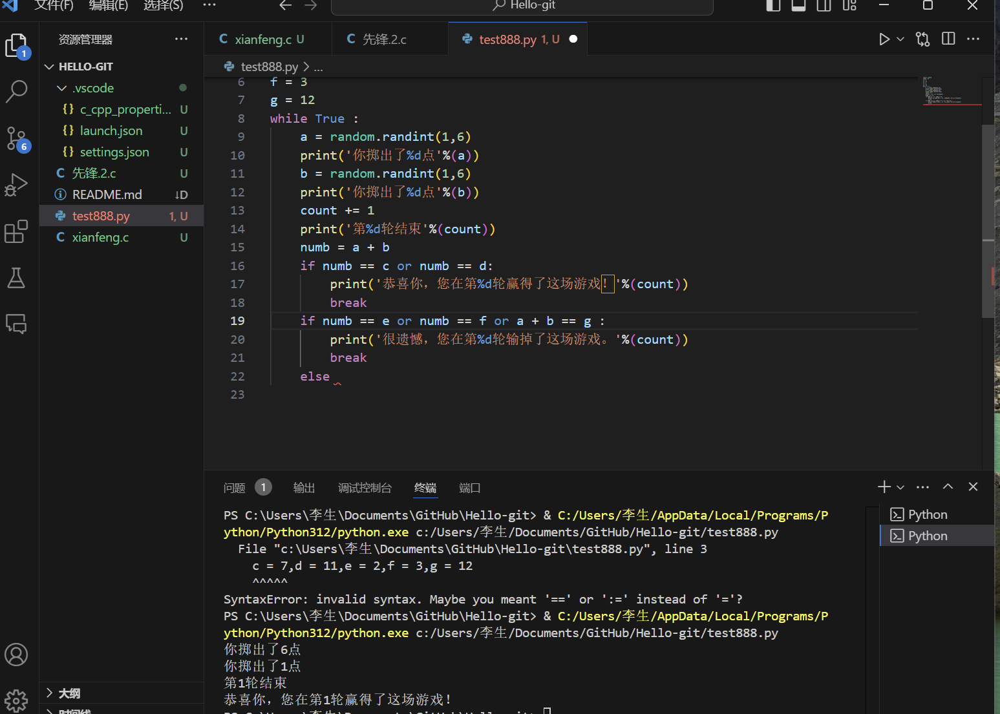 文件(F) 编辑(E) 选择(S) ··· Hello-git
资源管理器 ···
xianfeng.c U
先锋.2.c
test888.py 1, U
test888.py > ...
HELLO-GIT
.vscode
{} c_cpp_properti... U
{} launch.json U
{} settings.json U
C 先锋.2.c U
README.md ↓D
test888.py 1, U
C xianfeng.c U
1
6
大纲
6 f = 3
7 g = 12
8 while True :
9 a = random.randint(1,6)
10 print('你掷出了%d点'%(a))
11 b = random.randint(1,6)
12 print('你掷出了%d点'%(b))
13 count += 1
14 print('第%d轮结束'%(count))
15 numb = a + b
16 if numb == c or numb == d:
17 print('恭喜你，您在第%d轮赢得了这场游戏！'%(count))
18 break
19 if numb == e or numb == f or a + b == g :
20 print('很遗憾，您在第%d轮输掉了这场游戏。'%(count))
21 break
22 else
23
问题 1 输出 调试控制台 终端 端口
PS C:\Users\李生\Documents\GitHub\Hello-git> & C:/Users/李生/AppData/Local/Programs/P
ython/Python312/python.exe c:/Users/李生/Documents/GitHub/Hello-git/test888.py
File "c:\Users\李生\Documents\GitHub\Hello-git\test888.py", line 3
c = 7,d = 11,e = 2,f = 3,g = 12
^^^^^
SyntaxError: invalid syntax. Maybe you meant '==' or ':=' instead of '='?
PS C:\Users\李生\Documents\GitHub\Hello-git> & C:/Users/李生/AppData/Local/Programs/P
ython/Python312/python.exe c:/Users/李生/Documents/GitHub/Hello-git/test888.py
你掷出了6点
你掷出了1点
第1轮结束
恭喜你，您在第1轮赢得了这场游戏！
Python
Python